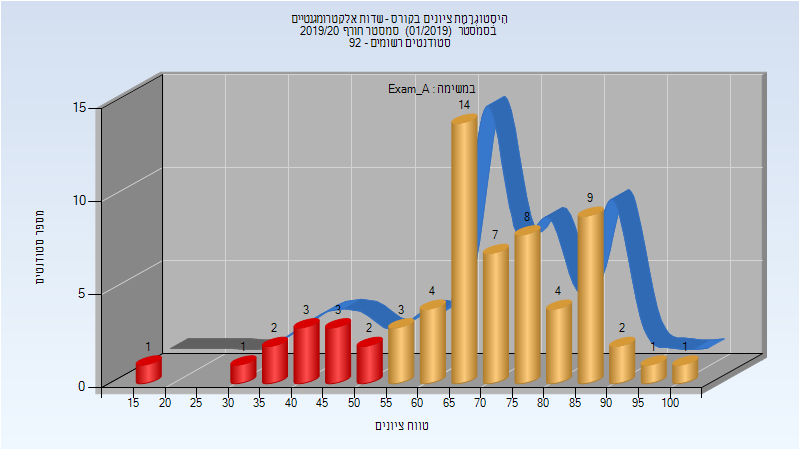 היסטוגרמת ציונים בקורס - שדות אלקטרומגנטיים
בסמסטר (01/2019) סמסטר חורף 2019/20
סטודנטים רשומים - 92
במשימה : Exam_A
מספר סטודנטים
15
10
5
0
1
1
2
3
3
2
3
4
14
7
8
4
9
2
1
1
15 20 25 30 35 40 45 50 55 60 65 70 75 80 85 90 95 100
טווח ציונים